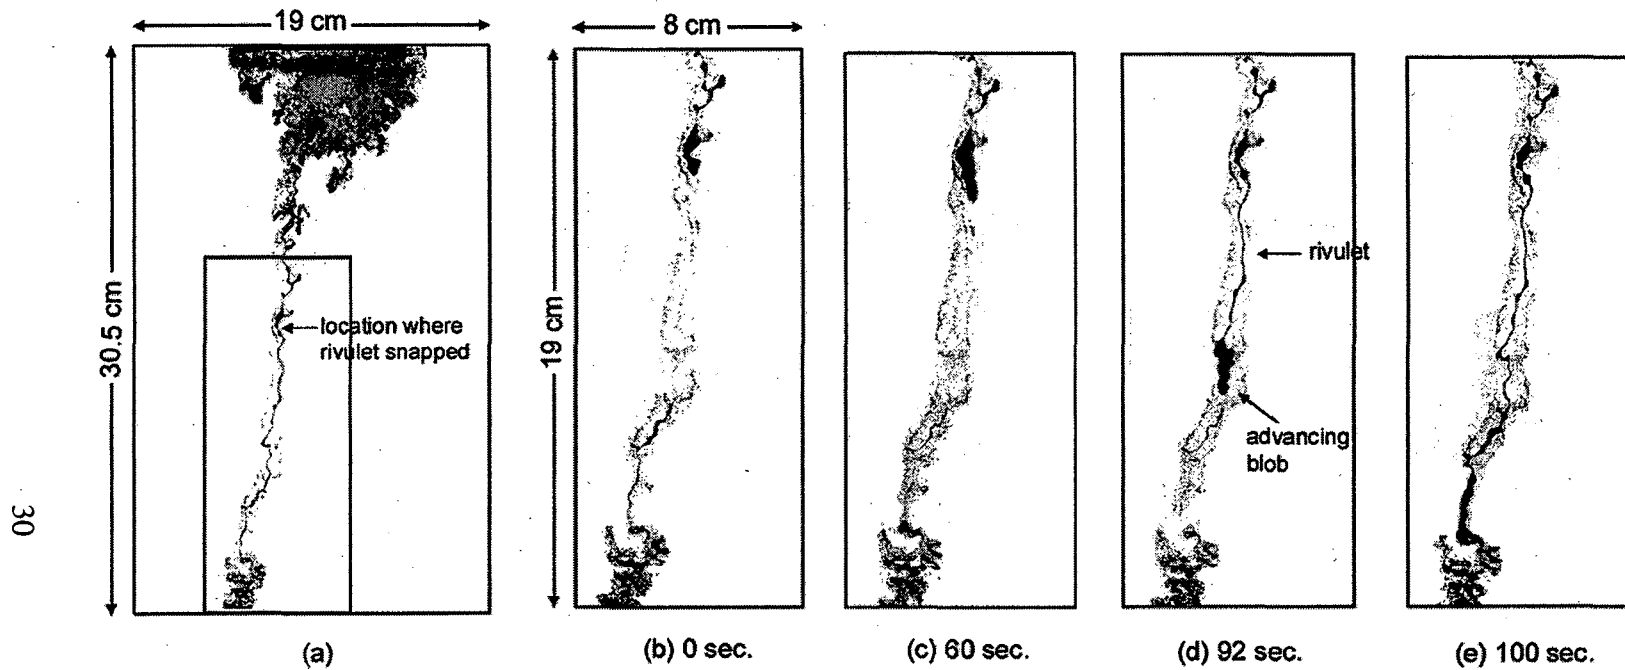 19 cm
8 cm
30.5 cm
19 cm
location where
rivulet snapped
rivulet
advancing
blob
30
(a)
(b) 0 sec.
(c) 60 sec.
(d) 92 sec.
(e) 100 sec.